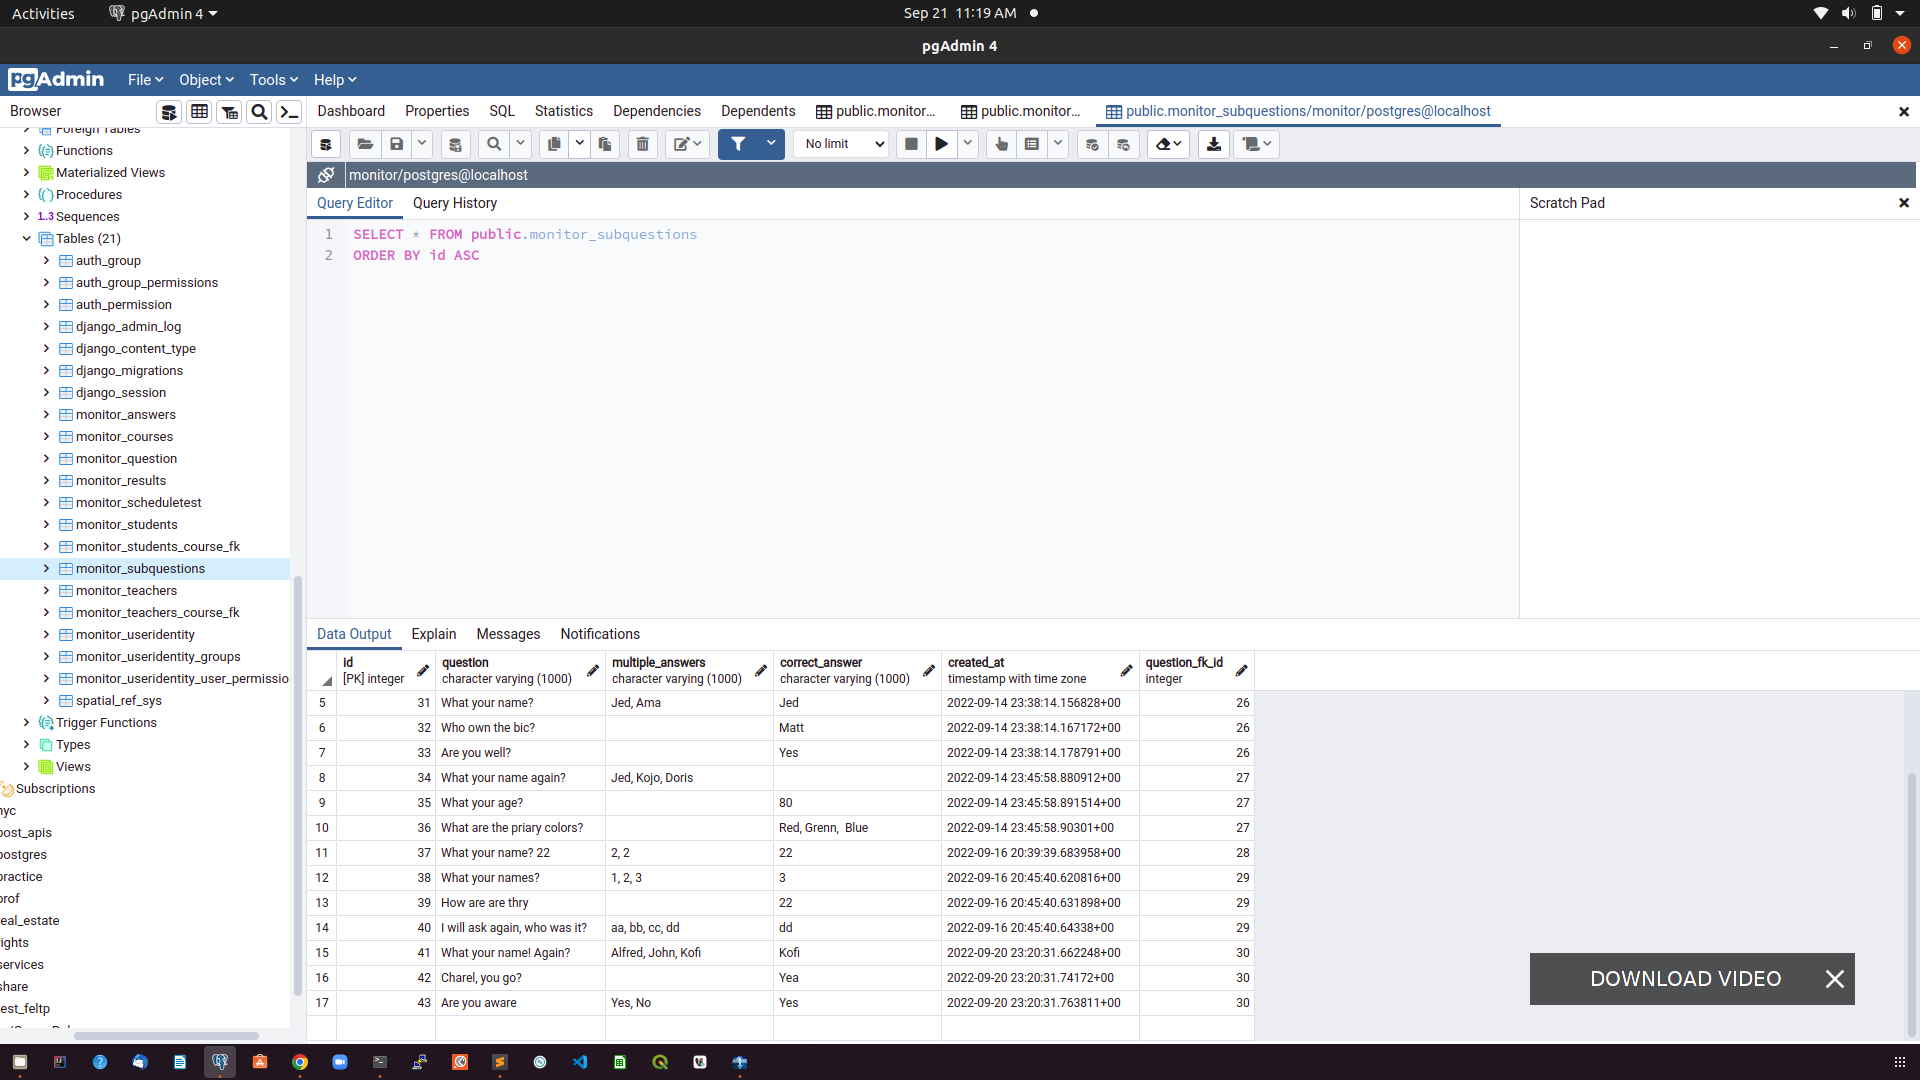 Activities pgAdmin 4 Sep 21 11:19 AM
pgAdmin 4
pgAdmin File Object Tools Help
Browser Dashboard Properties SQL Statistics Dependencies Dependents public.monitor... public.monitor... public.monitor_subquestions/monitor/postgres@localhost
Foreign Tables
Functions
Materialized Views
Procedures
1..3 Sequences
Tables (21)
auth_group
auth_group_permissions
auth_permission
django_admin_log
django_content_type
django_migrations
django_session
monitor_answers
monitor_courses
monitor_question
monitor_results
monitor_scheduletest
monitor_students
monitor_students_course_fk
monitor_subquestions
monitor_teachers
monitor_teachers_course_fk
monitor_useridentity
monitor_useridentity_groups
monitor_useridentity_user_permissio
spatial_ref_sys
Trigger Functions
Types
Views
Subscriptions
nyc
post_apis
postgres
practice
prof
real_estate
rights
services
share
test_feltp
No limit
monitor/postgres@localhost
Query Editor Query History
Scratch Pad
1 SELECT * FROM public.monitor_subquestions
2 ORDER BY id ASC
Data Output Explain Messages Notifications
id question multiple_answers correct_answer created_at question_fk_id
[PK] integer character varying (1000) character varying (1000) character varying (1000) timestamp with time zone integer
5 31 What your name? Jed, Ama Jed 2022-09-14 23:38:14.156828+00 26
6 32 Who own the bic? Matt 2022-09-14 23:38:14.167172+00 26
7 33 Are you well? Yes 2022-09-14 23:38:14.178791+00 26
8 34 What your name again? Jed, Kojo, Doris 2022-09-14 23:45:58.880912+00 27
9 35 What your age? 80 2022-09-14 23:45:58.891514+00 27
10 36 What are the priary colors? Red, Grenn, Blue 2022-09-14 23:45:58.90301+00 27
11 37 What your name? 22 2, 2 22 2022-09-16 20:39:39.683958+00 28
12 38 What your names? 1, 2, 3 3 2022-09-16 20:45:40.620816+00 29
13 39 How are are thry 22 2022-09-16 20:45:40.631898+00 29
14 40 I will ask again, who was it? aa, bb, cc, dd dd 2022-09-16 20:45:40.64338+00 29
15 41 What your name! Again? Alfred, John, Kofi Kofi 2022-09-20 23:20:31.662248+00 30
16 42 Charel, you go? Yea 2022-09-20 23:20:31.74172+00 30
17 43 Are you aware Yes, No Yes 2022-09-20 23:20:31.763811+00 30
DOWNLOAD VIDEO